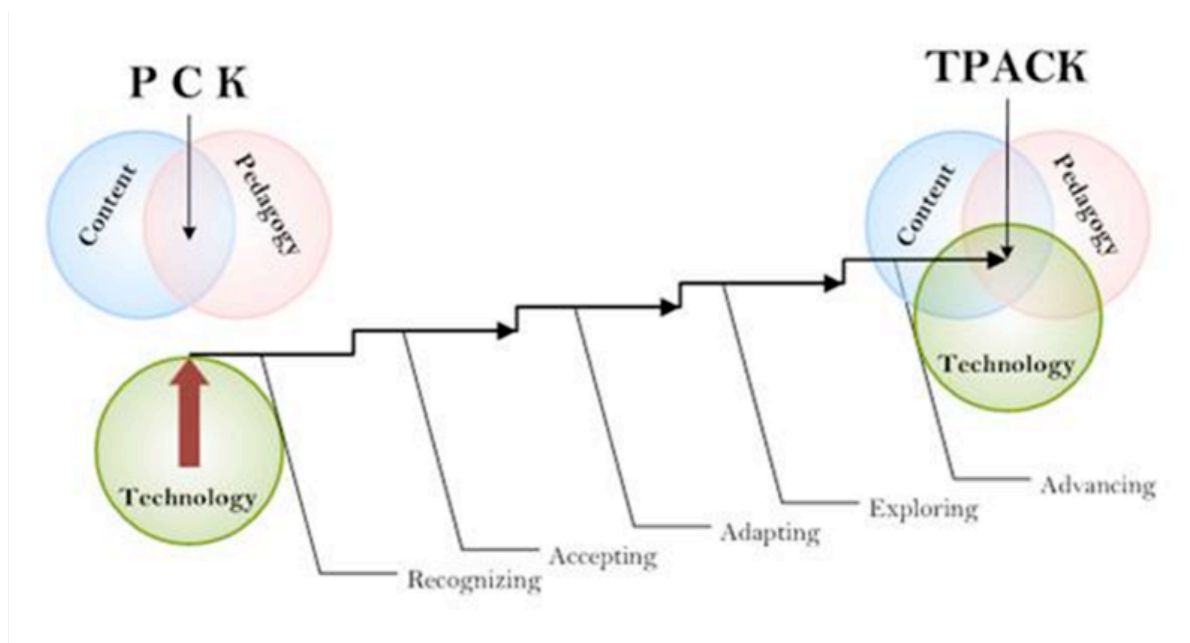 P C K
Content
Pedagogy
Technology
TPACK
Content
Pedagogy
Technology
Recognizing
Accepting
Adapting
Exploring
Advancing